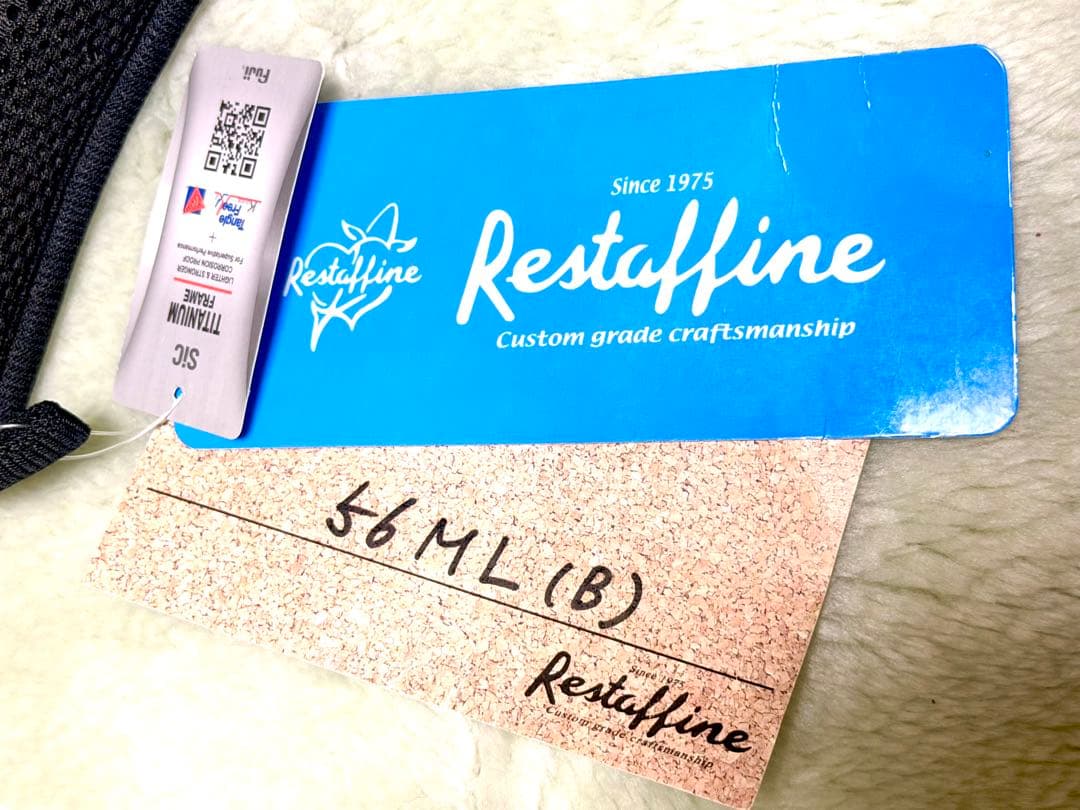 Fuji
K
Tangle
Free
+
For Superlative Performance
CORROSION PROOF
LIGHTER & STRONGER
TITANIUM
FRAME
SiC
Restaffine
Since 1975
Restaffine
Custom grade craftsmanship
56ML (B)
Since 1975
Restaffine
Custom grade craftsmanship